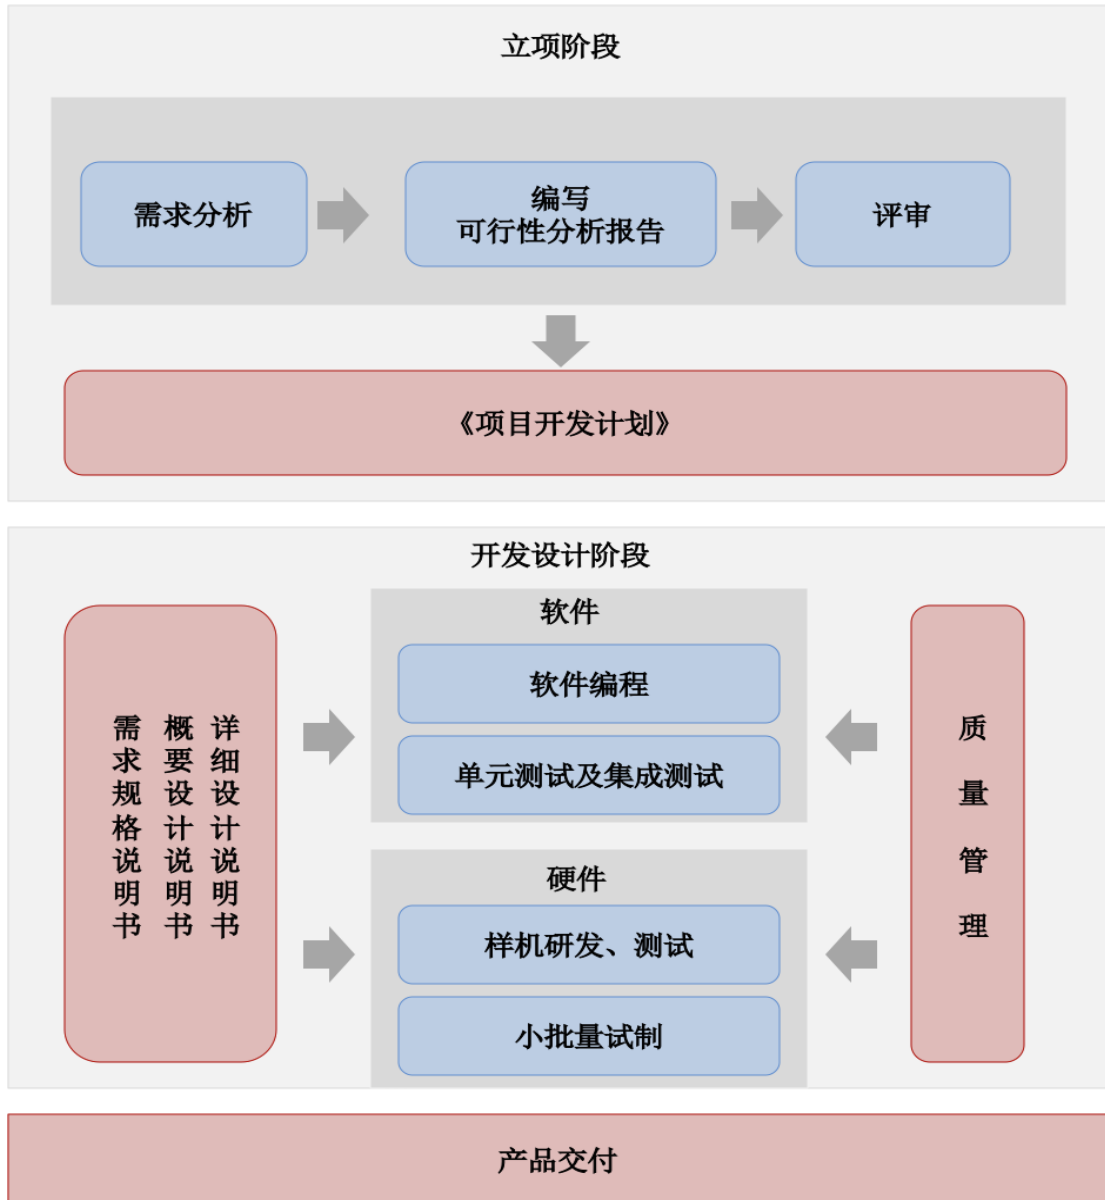 立项阶段
需求分析
编写
可行性分析报告
评审
《项目开发计划》
开发设计阶段
需求规格说明书
概要设计说明书
详细设计说明书
软件
软件编程
单元测试及集成测试
硬件
样机研发、测试
小批量试制
质量管理
产品交付